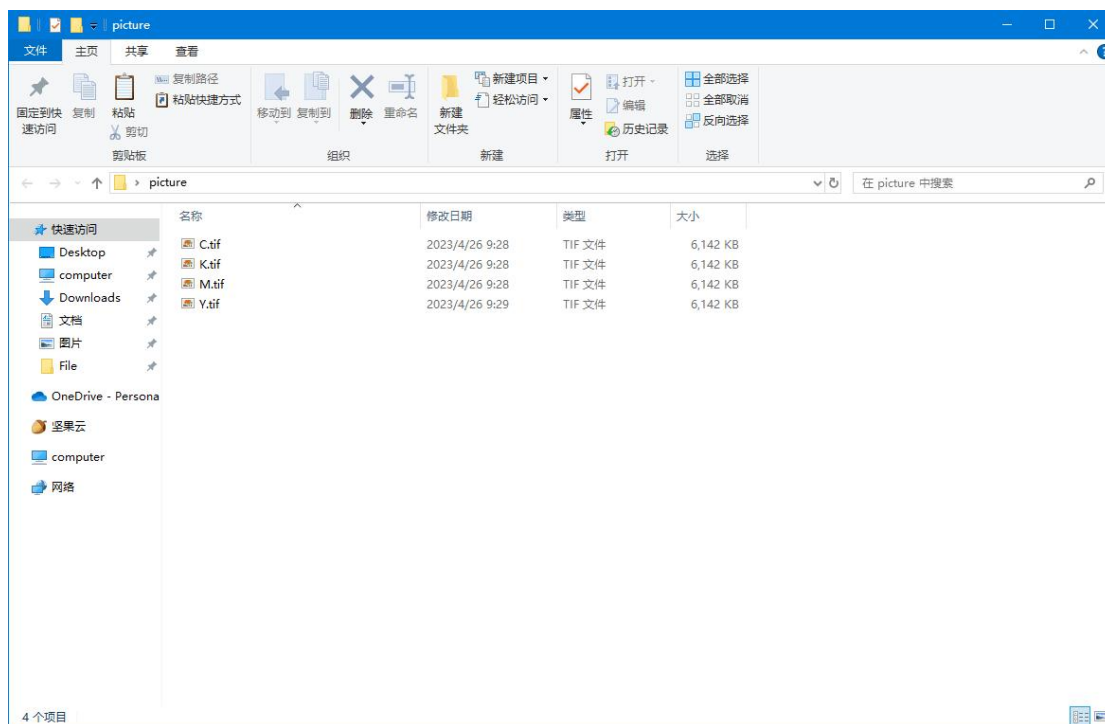 picture
文件 主页 共享 查看
固定到快速访问 复制 粘贴 复制路径 粘贴快捷方式 剪切
移动到 复制到 删除 重命名
新建文件夹 新建项目 轻松访问
属性 打开 编辑 历史记录
全部选择 全部取消 反向选择
剪贴板 组织 新建 打开 选择
picture 在 picture 中搜索
名称 修改日期 类型 大小
C.tif 2023/4/26 9:28 TIF 文件 6,142 KB
K.tif 2023/4/26 9:28 TIF 文件 6,142 KB
M.tif 2023/4/26 9:28 TIF 文件 6,142 KB
Y.tif 2023/4/26 9:29 TIF 文件 6,142 KB
快速访问
Desktop
computer
Downloads
文档
图片
File
OneDrive - Persona
坚果云
computer
网络
4 个项目